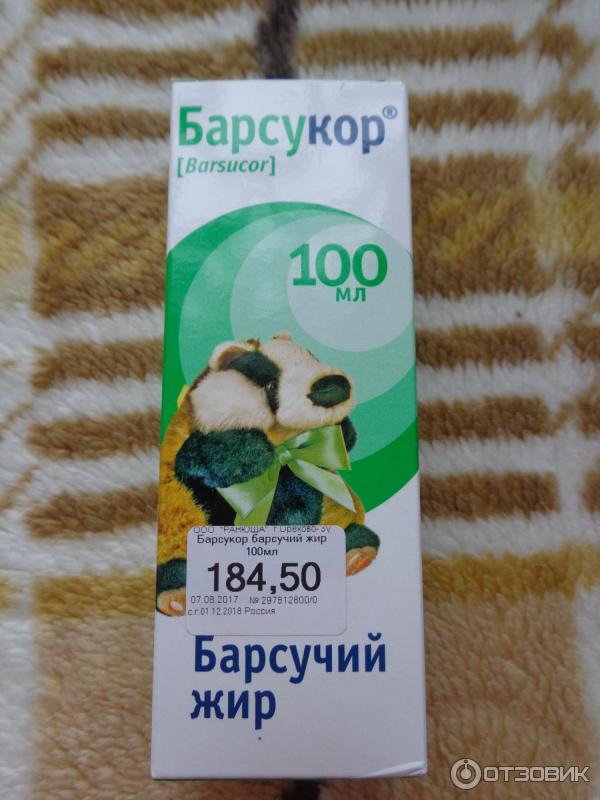 Барсукор®
[Barsucor]
100
мл
ООО "РАНЮША" г.Орехово-Зу
Барсукор барсучий жир
100мл
184,50
07.08.2017 № 297812800/0
с.г.01.12.2018 Россия
Барсучий
жир
ОТЗОВИК